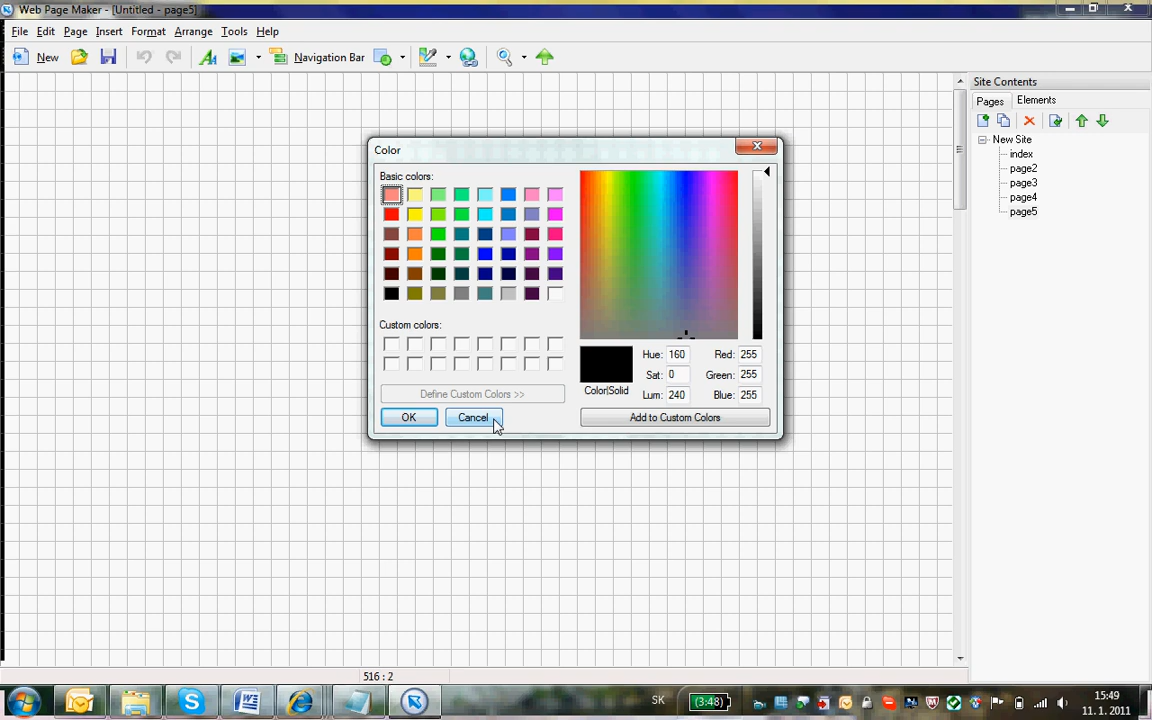 Web Page Maker - [Untitled - page5]
File Edit Page Insert Format Arrange Tools Help
New Navigation Bar
Site Contents
Pages Elements
New Site
index
page2
page3
page4
page5
Color
Basic colors:
Custom colors:
Define Custom Colors >>
OK Cancel
Color|Solid
Hue: 160 Red: 255
Sat: 0 Green: 255
Lum: 240 Blue: 255
Add to Custom Colors
516 : 2
SK (3:48) 15:49
11. 1. 2011